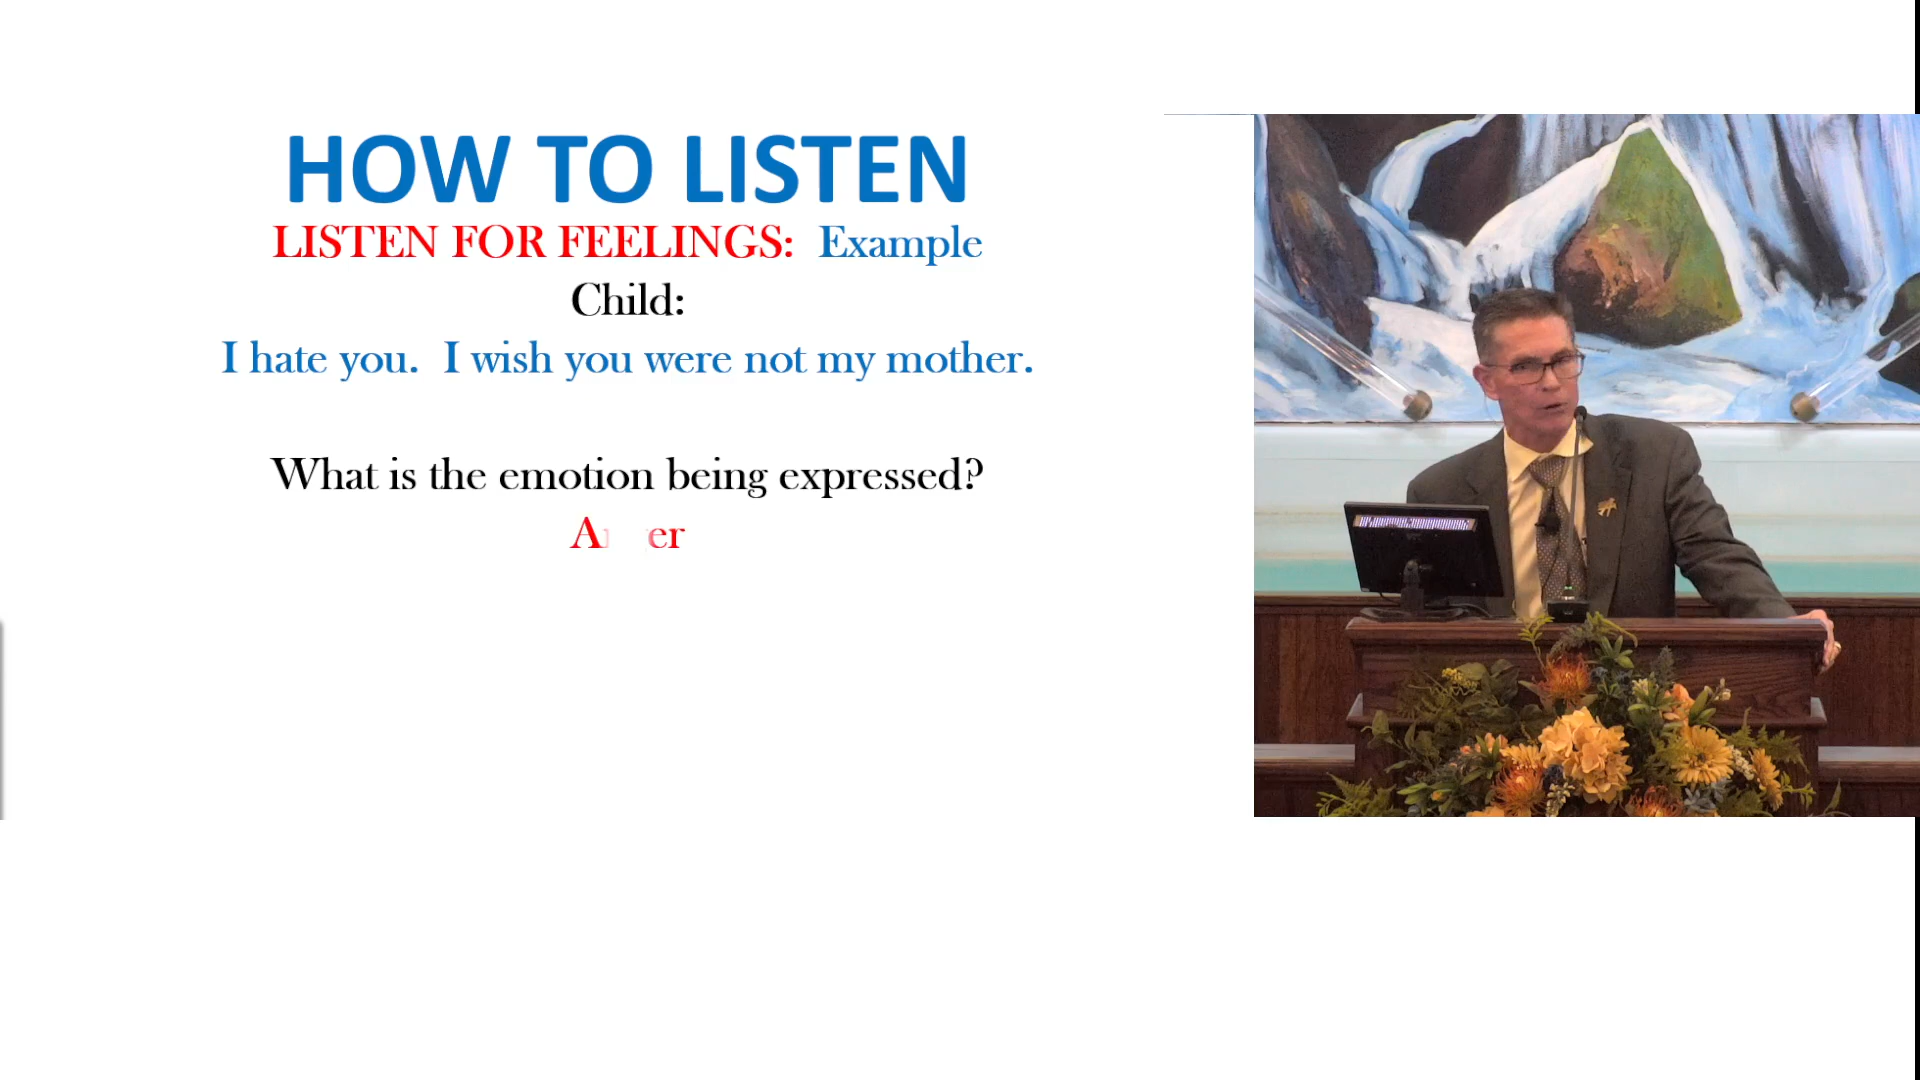 HOW TO LISTEN
LISTEN FOR FEELINGS: Example
Child:
I hate you. I wish you were not my mother.
What is the emotion being expressed?